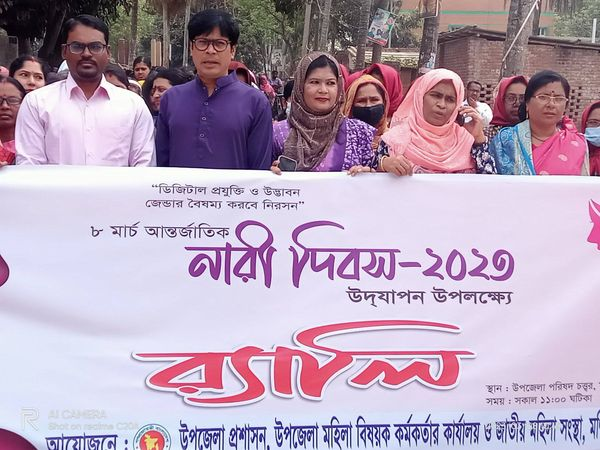 “ডিজিটাল প্রযুক্তি ও উদ্ভাবন
জেন্ডার বৈষম্য করবে নিরসন”
৮ মার্চ আন্তর্জাতিক
নারী দিবস-২০২৩
উদ্‌যাপন উপলক্ষ্যে
র‍্যালি
স্থান : উপজেলা পরিষদ চত্ত্বর,
সময় : সকাল ১১:০০ ঘটিকা
আয়োজনে : উপজেলা প্রশাসন, উপজেলা মহিলা বিষয়ক কর্মকর্তার কার্যালয় ও জাতীয় মহিলা সংস্থা,
R AI CAMERA
Shot on realme C20A